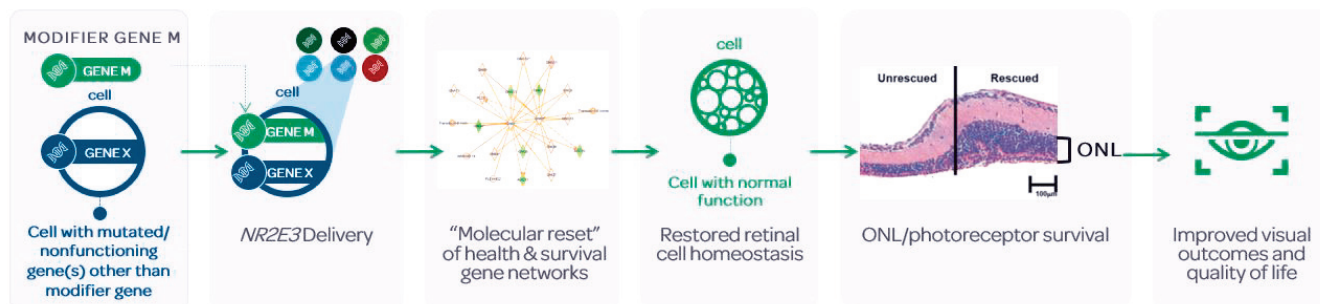 MODIFIER GENE M
GENE M
cell
GENE X
Cell with mutated/
nonfunctioning
gene(s) other than
modifier gene
cell
GENE M
GENE X
NR2E3 Delivery
"Molecular reset"
of health & survival
gene networks
cell
Cell with normal
function
Restored retinal
cell homeostasis
Unrescued
Rescued
ONL
100μm
ONL/photoreceptor survival
Improved visual
outcomes and
quality of life